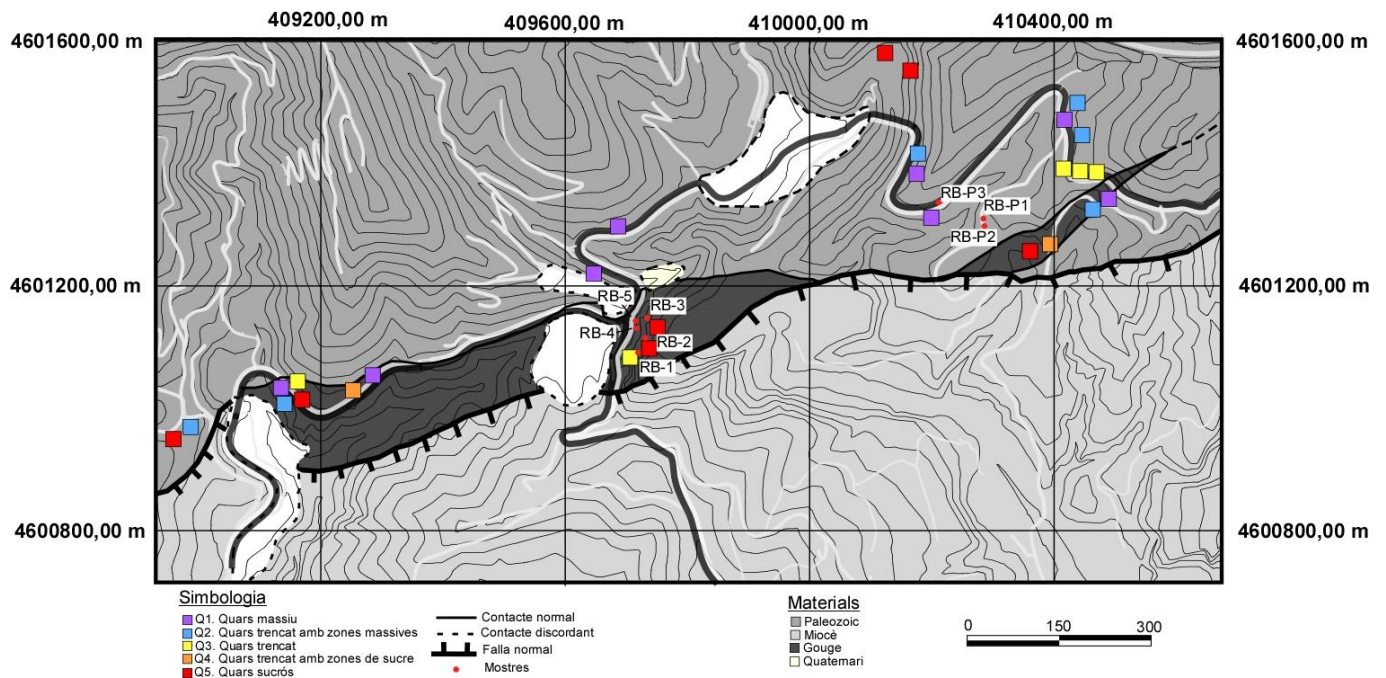 409200,00 m
409600,00 m
410000,00 m
410400,00 m
4601600,00 m
4601600,00 m
RB-P3
RB-P1
RB-P2
4601200,00 m
4601200,00 m
RB-5
RB-3
RB-4
RB-2
RB-1
4600800,00 m
4600800,00 m
Simbologia
Q1. Quars massiu
Q2. Quars trencat amb zones massives
Q3. Quars trencat
Q4. Quars trencat amb zones de sucre
Q5. Quars sucrós
Contacte normal
Contacte discordant
Falla normal
Mostres
Materials
Paleozoic
Miocè
Gouge
Quaternari
0 150 300